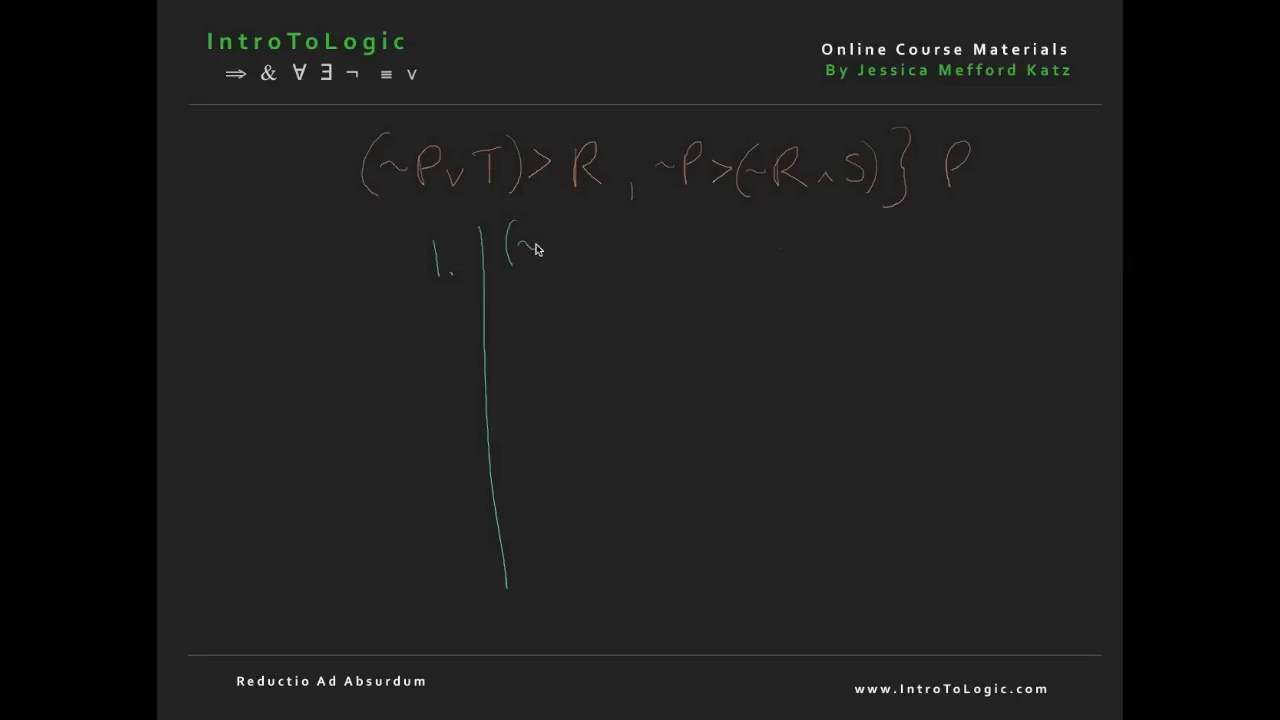 IntroToLogic
⇒ & ∀ ∃ ¬ ≡ v
Online Course Materials
By Jessica Mefford Katz
(~P∨T)>R, ~P>(~R∧S)} P
1. (~
Reductio Ad Absurdum
www.IntroToLogic.com